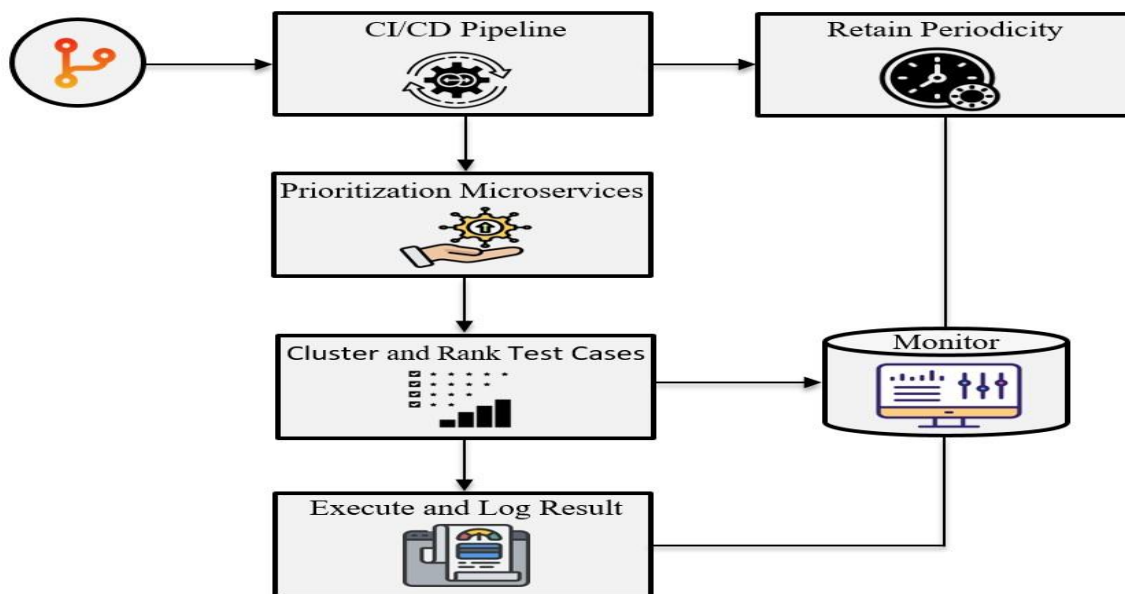 CI/CD Pipeline
Retain Periodicity
Prioritization Microservices
Cluster and Rank Test Cases
Monitor
Execute and Log Result